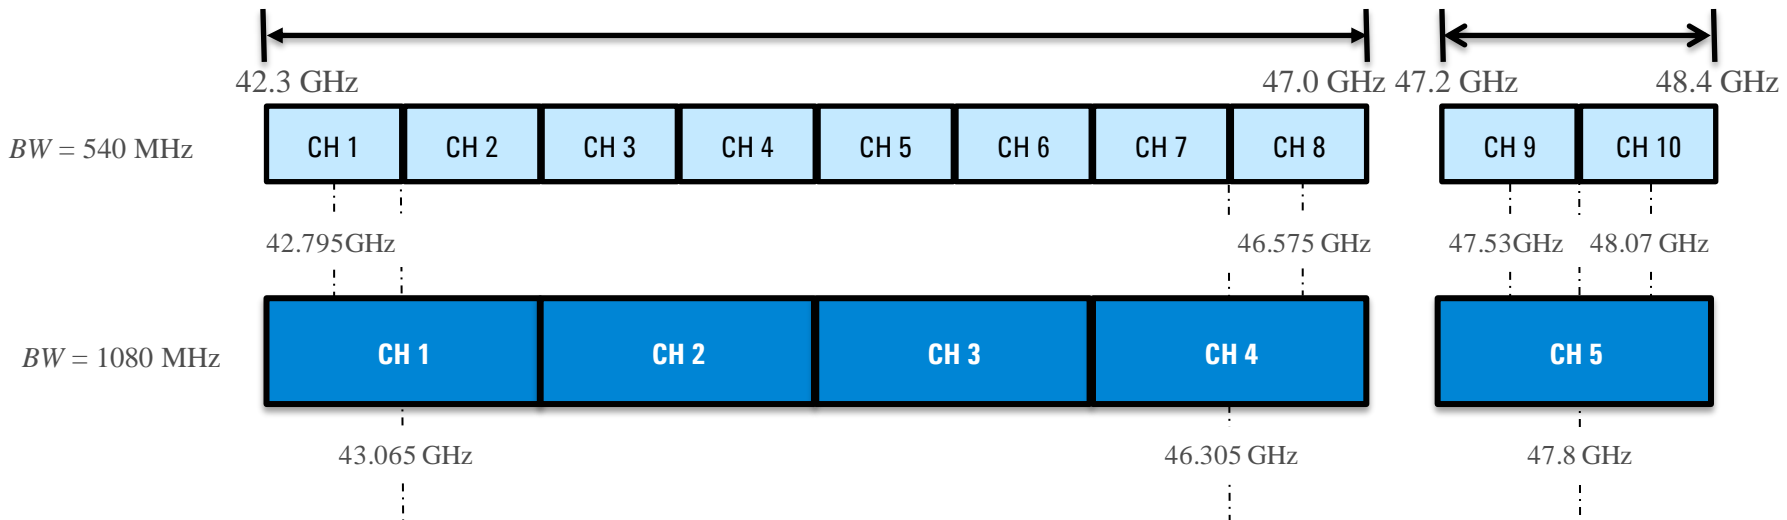 42.3 GHz 47.0 GHz 47.2 GHz 48.4 GHz
BW = 540 MHz CH 1 CH 2 CH 3 CH 4 CH 5 CH 6 CH 7 CH 8 CH 9 CH 10
42.795GHz 46.575 GHz 47.53GHz 48.07 GHz
BW = 1080 MHz CH 1 CH 2 CH 3 CH 4 CH 5
43.065 GHz 46.305 GHz 47.8 GHz